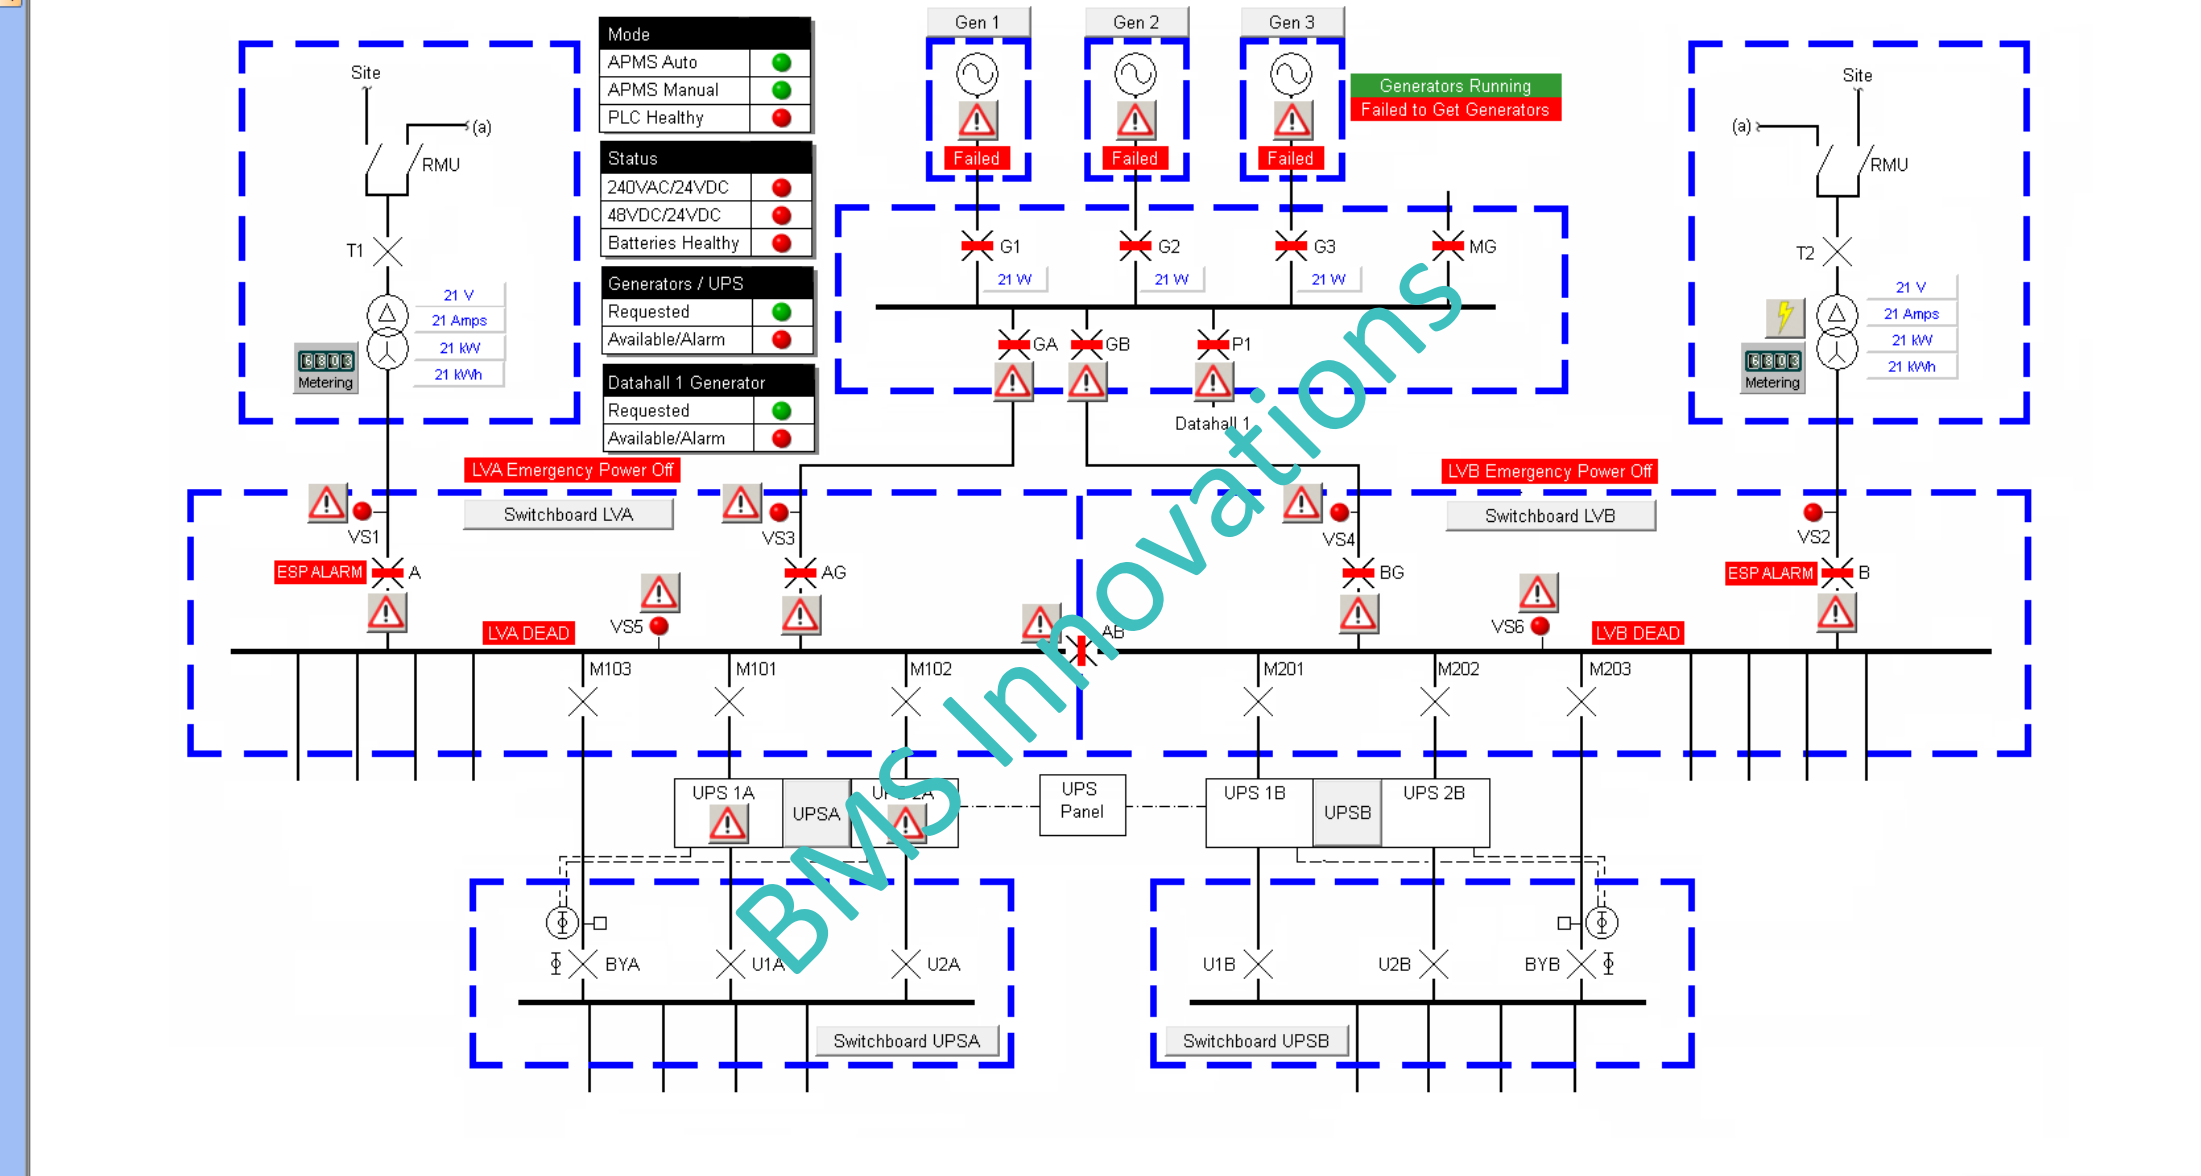 Gen 1
Gen 2
Gen 3
Mode
APMS Auto
APMS Manual
PLC Healthy
Status
240VAC/24VDC
48VDC/24VDC
Batteries Healthy
Generators / UPS
Requested
Available/Alarm
Datahall 1 Generator
Requested
Available/Alarm
Site
(a)
RMU
T1
21 V
21 Amps
21 kW
21 kWh
6803
Metering
Failed
Failed
Failed
Generators Running
Failed to Get Generators
G1
G2
G3
MG
21 W
21 W
21 W
GA
GB
P1
Datahall 1
Site
(a)
RMU
T2
21 V
21 Amps
21 kW
21 kWh
6803
Metering
LVA Emergency Power Off
LVB Emergency Power Off
Switchboard LVA
Switchboard LVB
VS1
VS3
VS4
VS2
ESP ALARM
A
AG
BG
ESP ALARM
B
LVA DEAD
VS5
AB
VS6
LVB DEAD
M103
M101
M102
M201
M202
M203
UPS 1A
UPSA
UPS 2A
UPS
Panel
UPS 1B
UPSB
UPS 2B
BYA
U1A
U2A
U1B
U2B
BYB
Switchboard UPSA
Switchboard UPSB
BMS Innovations